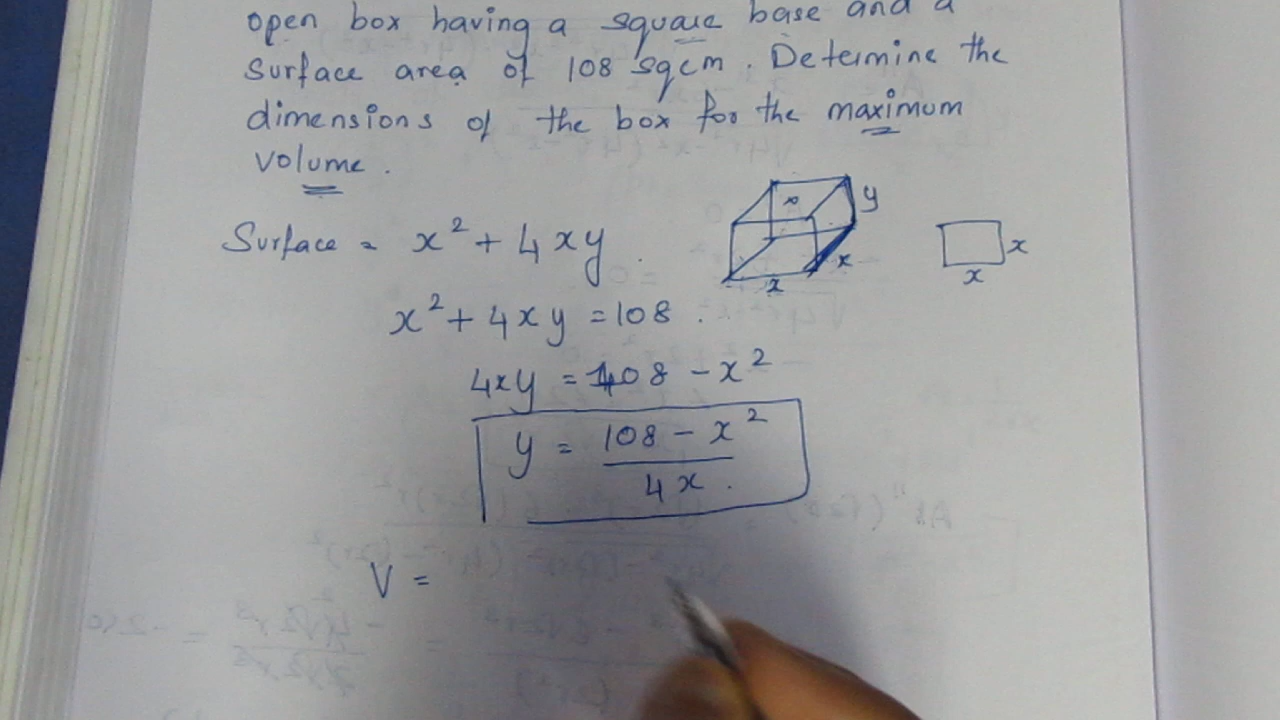 open box having a square base and a
surface area of 108 sqcm. Determine the
dimensions of the box for the maximum
volume.
x y
Surface = x² + 4xy x x x x
x² + 4xy = 108.
4xy = 108 - x²
y = 108 - x² / 4x.
V =